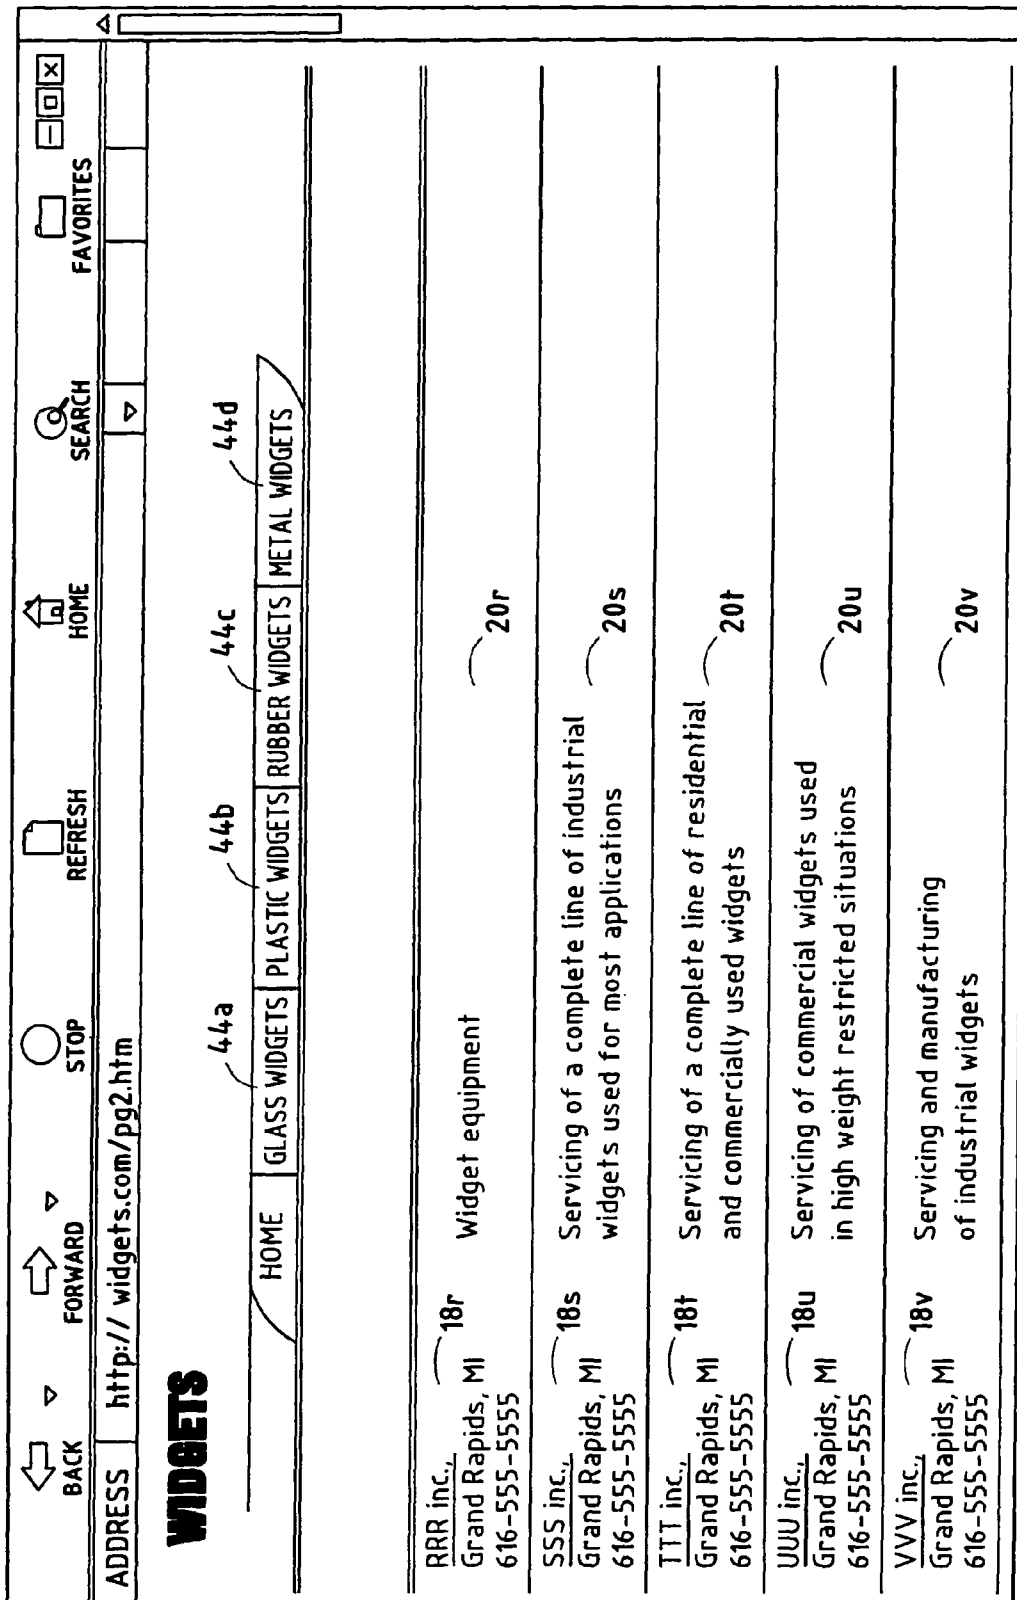 BACK FORWARD STOP REFRESH HOME SEARCH FAVORITES
ADDRESS http:// widgets.com/pg2.htm
WIDGETS
44a 44b 44c 44d
HOME GLASS WIDGETS PLASTIC WIDGETS RUBBER WIDGETS METAL WIDGETS
RRR inc.,
Grand Rapids, MI
616-555-5555
18r
Widget equipment
20r
SSS inc.,
Grand Rapids, MI
616-555-5555
18s
Servicing of a complete line of industrial
widgets used for most applications
20s
TTT inc.,
Grand Rapids, MI
616-555-5555
18t
Servicing of a complete line of residential
and commercially used widgets
20t
UUU inc.,
Grand Rapids, MI
616-555-5555
18u
Servicing of commercial widgets used
in high weight restricted situations
20u
VVV inc.,
Grand Rapids, MI
616-555-5555
18v
Servicing and manufacturing
of industrial widgets
20v